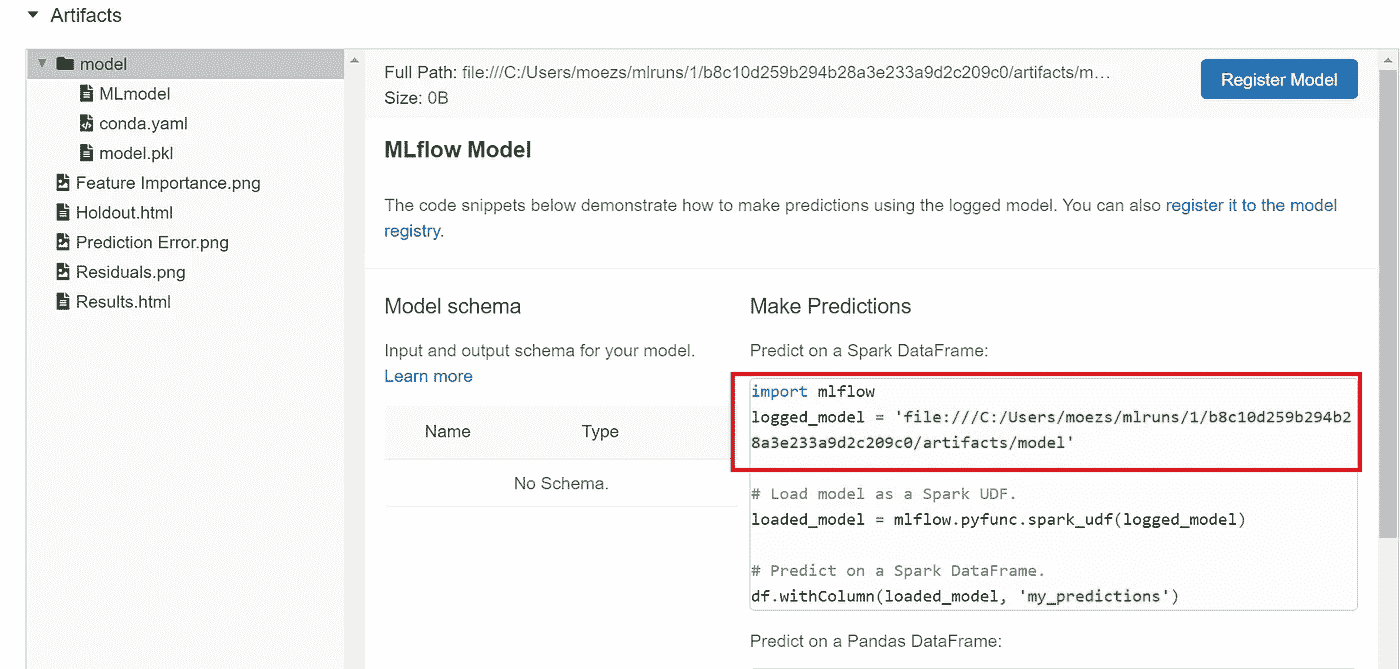 Artifacts
model
MLmodel
conda.yaml
model.pkl
Feature Importance.png
Holdout.html
Prediction Error.png
Residuals.png
Results.html
Full Path: file:///C:/Users/moezs/mlruns/1/b8c10d259b294b28a3e233a9d2c209c0/artifacts/m…
Size: 0B
Register Model
MLflow Model
The code snippets below demonstrate how to make predictions using the logged model. You can also register it to the model
registry.
Model schema
Input and output schema for your model.
Learn more
Name Type
No Schema.
Make Predictions
Predict on a Spark DataFrame:
import mlflow
logged_model = 'file:///C:/Users/moezs/mlruns/1/b8c10d259b294b2
8a3e233a9d2c209c0/artifacts/model'
# Load model as a Spark UDF.
loaded_model = mlflow.pyfunc.spark_udf(logged_model)
# Predict on a Spark DataFrame.
df.withColumn(loaded_model, 'my_predictions')
Predict on a Pandas DataFrame: